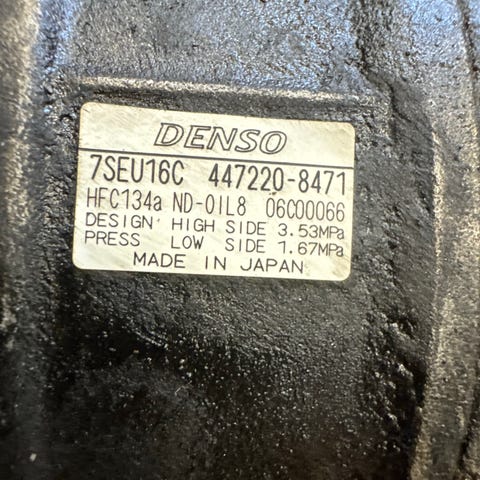 DENSO
7SEU16C 447220-8471
HFC134a ND-OIL8 06C00066
DESIGN HIGH SIDE 3.53MPa
PRESS LOW SIDE 1.67MPa
MADE IN JAPAN